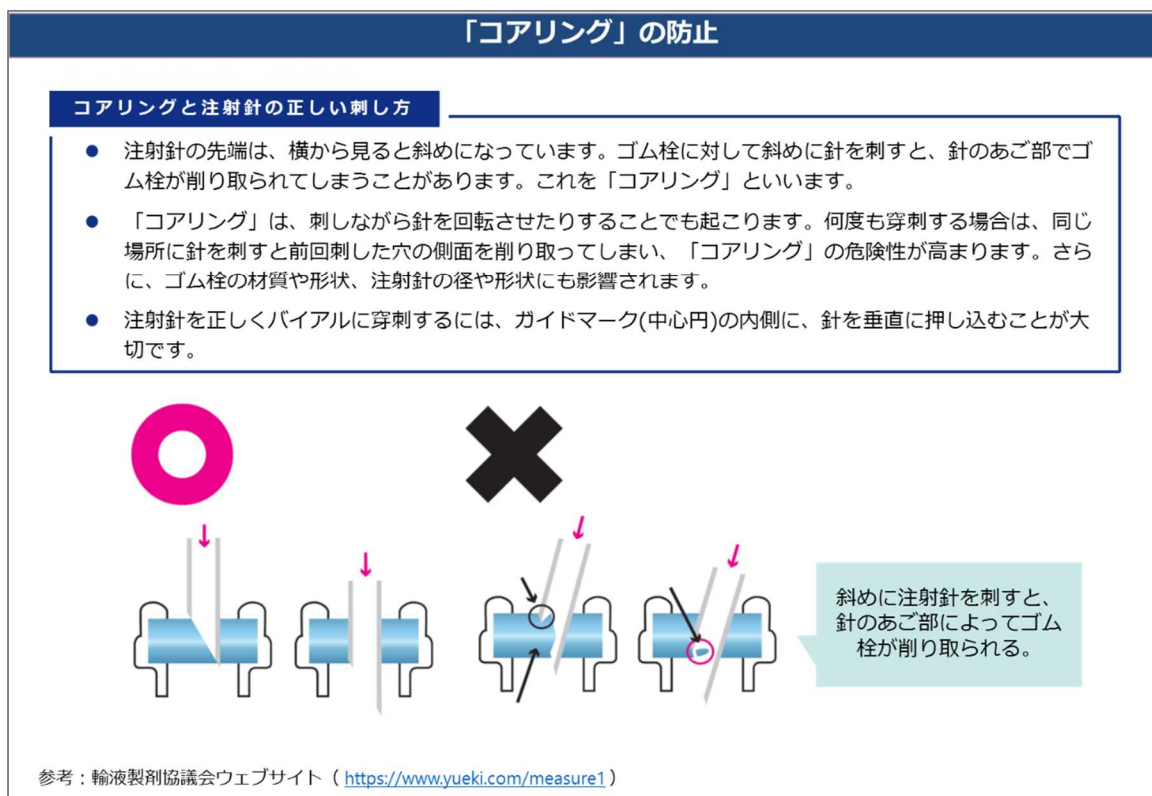 「コアリング」の防止
コアリングと注射針の正しい刺し方
● 注射針の先端は、横から見ると斜めになっています。ゴム栓に対して斜めに針を刺すと、針のあご部でゴ
ム栓が削り取られてしまうことがあります。これを「コアリング」といいます。
● 「コアリング」は、刺しながら針を回転させたりすることでも起こります。何度も穿刺する場合は、同じ
場所に針を刺すと前回刺した穴の側面を削り取ってしまい、「コアリング」の危険性が高まります。さら
に、ゴム栓の材質や形状、注射針の径や形状にも影響されます。
● 注射針を正しくバイアルに穿刺するには、ガイドマーク(中心円)の内側に、針を垂直に押し込むことが大
切です。
斜めに注射針を刺すと、
針のあご部によってゴム
栓が削り取られる。
参考：輸液製剤協議会ウェブサイト（ https://www.yueki.com/measure1 ）